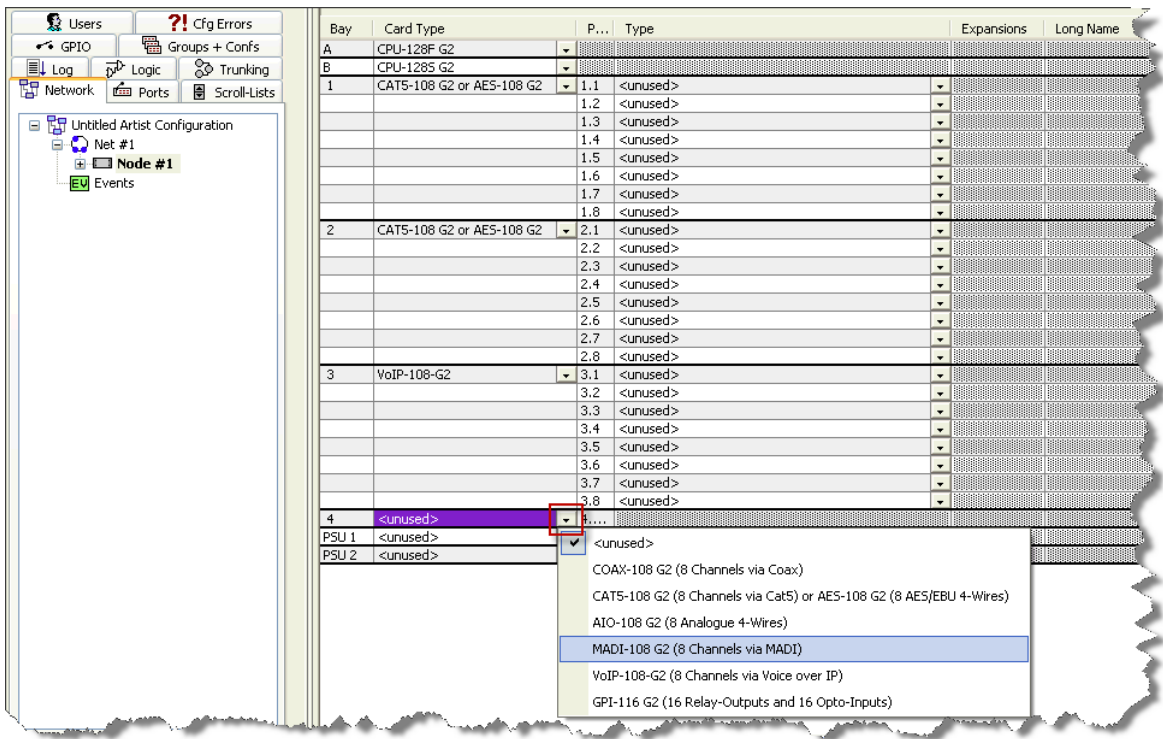 Users ?! Cfg Errors
GPIO Groups + Confs
Log Logic Trunking
Network Ports Scroll-Lists
Untitled Artist Configuration
Net #1
Node #1
EV Events
Bay Card Type P... Type Expansions Long Name
A CPU-128F G2
B CPU-128S G2
1 CAT5-108 G2 or AES-108 G2 1.1 <unused>
1.2 <unused>
1.3 <unused>
1.4 <unused>
1.5 <unused>
1.6 <unused>
1.7 <unused>
1.8 <unused>
2 CAT5-108 G2 or AES-108 G2 2.1 <unused>
2.2 <unused>
2.3 <unused>
2.4 <unused>
2.5 <unused>
2.6 <unused>
2.7 <unused>
2.8 <unused>
3 VoIP-108-G2 3.1 <unused>
3.2 <unused>
3.3 <unused>
3.4 <unused>
3.5 <unused>
3.6 <unused>
3.7 <unused>
3.8 <unused>
4 <unused> 4....
PSU 1 <unused>
PSU 2 <unused>
<unused>
COAX-108 G2 (8 Channels via Coax)
CAT5-108 G2 (8 Channels via Cat5) or AES-108 G2 (8 AES/EBU 4-Wires)
AIO-108 G2 (8 Analogue 4-Wires)
MADI-108 G2 (8 Channels via MADI)
VoIP-108-G2 (8 Channels via Voice over IP)
GPI-116 G2 (16 Relay-Outputs and 16 Opto-Inputs)